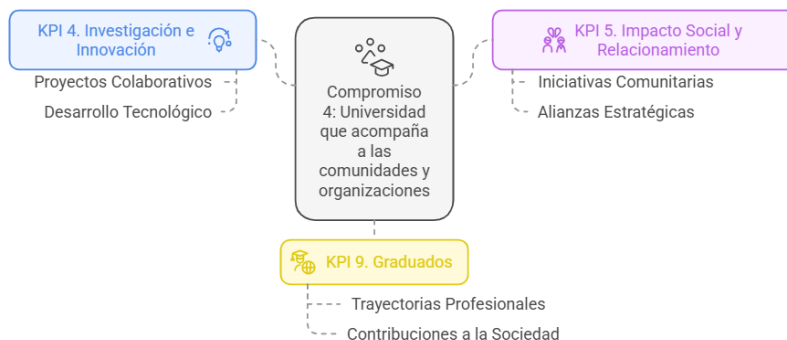 KPI 4. Investigación e
Innovación
Proyectos Colaborativos
Desarrollo Tecnológico
Compromiso
4: Universidad
que acompaña
a las
comunidades y
organizaciones
KPI 5. Impacto Social y
Relacionamiento
Iniciativas Comunitarias
Alianzas Estratégicas
KPI 9. Graduados
Trayectorias Profesionales
Contribuciones a la Sociedad